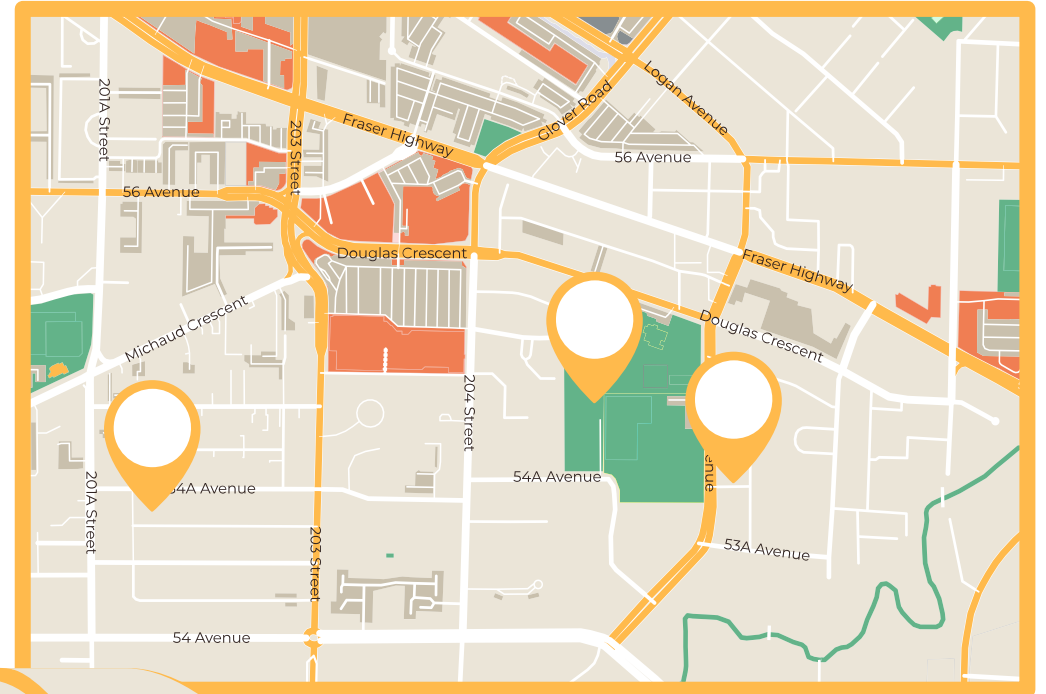 201A Street
203 Street
Fraser Highway
Glover Road
Logan Avenue
56 Avenue
56 Avenue
Douglas Crescent
Fraser Highway
Michaud Crescent
Douglas Crescent
204 Street
54A Avenue
54A Avenue
201A Street
203 Street
53A Avenue
54 Avenue